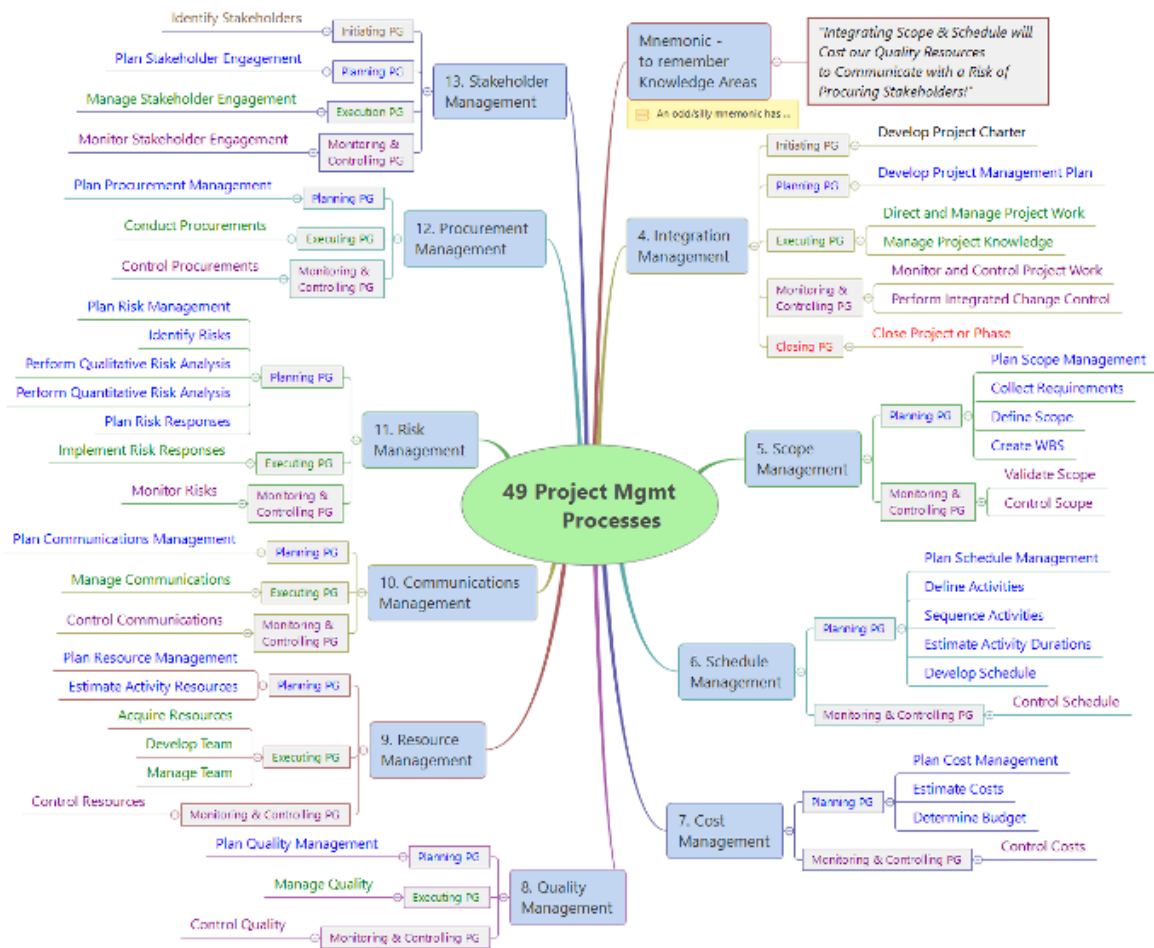 49 Project Mgmt
Processes
Mnemonic -
to remember
Knowledge Areas
"Integrating Scope & Schedule will
Cost our Quality Resources
to Communicate with a Risk of
Procuring Stakeholders!"
An odd/silly mnemonic has ...
4. Integration
Management
Initiating PG
Develop Project Charter
Planning PG
Develop Project Management Plan
Executing PG
Direct and Manage Project Work
Manage Project Knowledge
Monitoring &
Controlling PG
Monitor and Control Project Work
Perform Integrated Change Control
Closing PG
Close Project or Phase
5. Scope
Management
Planning PG
Plan Scope Management
Collect Requirements
Define Scope
Create WBS
Monitoring &
Controlling PG
Validate Scope
Control Scope
6. Schedule
Management
Planning PG
Plan Schedule Management
Define Activities
Sequence Activities
Estimate Activity Durations
Develop Schedule
Monitoring & Controlling PG
Control Schedule
7. Cost
Management
Planning PG
Plan Cost Management
Estimate Costs
Determine Budget
Monitoring & Controlling PG
Control Costs
8. Quality
Management
Planning PG
Plan Quality Management
Executing PG
Manage Quality
Monitoring & Controlling PG
Control Quality
9. Resource
Management
Planning PG
Plan Resource Management
Estimate Activity Resources
Executing PG
Acquire Resources
Develop Team
Manage Team
Monitoring & Controlling PG
Control Resources
10. Communications
Management
Planning PG
Plan Communications Management
Executing PG
Manage Communications
Monitoring &
Controlling PG
Control Communications
11. Risk
Management
Planning PG
Plan Risk Management
Identify Risks
Perform Qualitative Risk Analysis
Perform Quantitative Risk Analysis
Plan Risk Responses
Executing PG
Implement Risk Responses
Monitoring &
Controlling PG
Monitor Risks
12. Procurement
Management
Planning PG
Plan Procurement Management
Executing PG
Conduct Procurements
Monitoring &
Controlling PG
Control Procurements
13. Stakeholder
Management
Initiating PG
Identify Stakeholders
Planning PG
Plan Stakeholder Engagement
Execution PG
Manage Stakeholder Engagement
Monitoring &
Controlling PG
Monitor Stakeholder Engagement